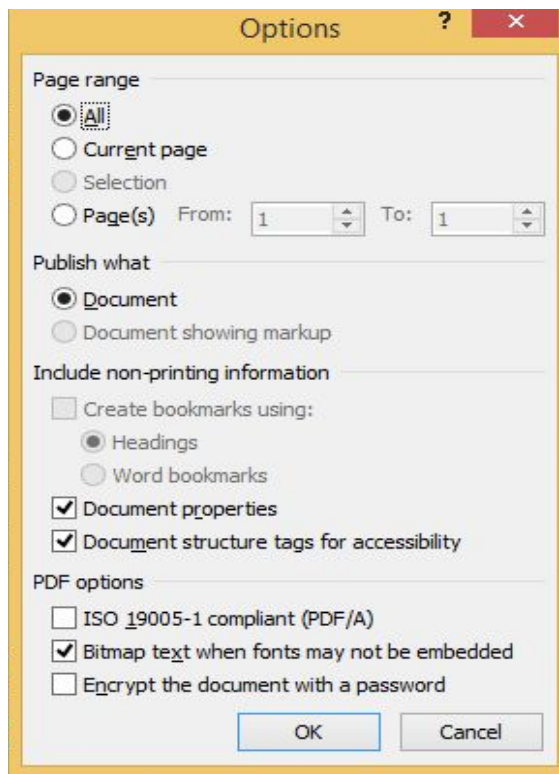 Options
Page range
All
Current page
Selection
Page(s) From: 1 To: 1
Publish what
Document
Document showing markup
Include non-printing information
Create bookmarks using:
Headings
Word bookmarks
Document properties
Document structure tags for accessibility
PDF options
ISO 19005-1 compliant (PDF/A)
Bitmap text when fonts may not be embedded
Encrypt the document with a password
OK Cancel